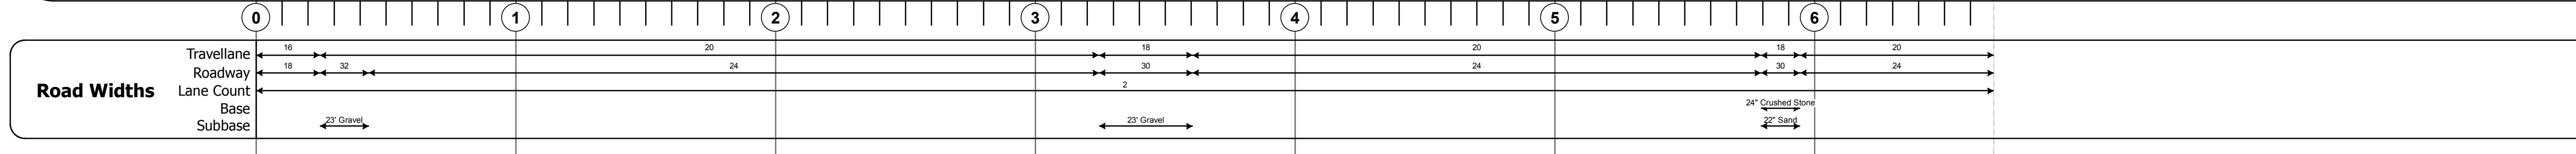 0 1 2 3 4 5 6
Travellane 16 20 18 20 18 20
Roadway 18 32 24 30 24 30 24
Road Widths
Lane Count 2
Base 24" Crushed Stone
Subbase 23' Gravel 23' Gravel 22" Sand